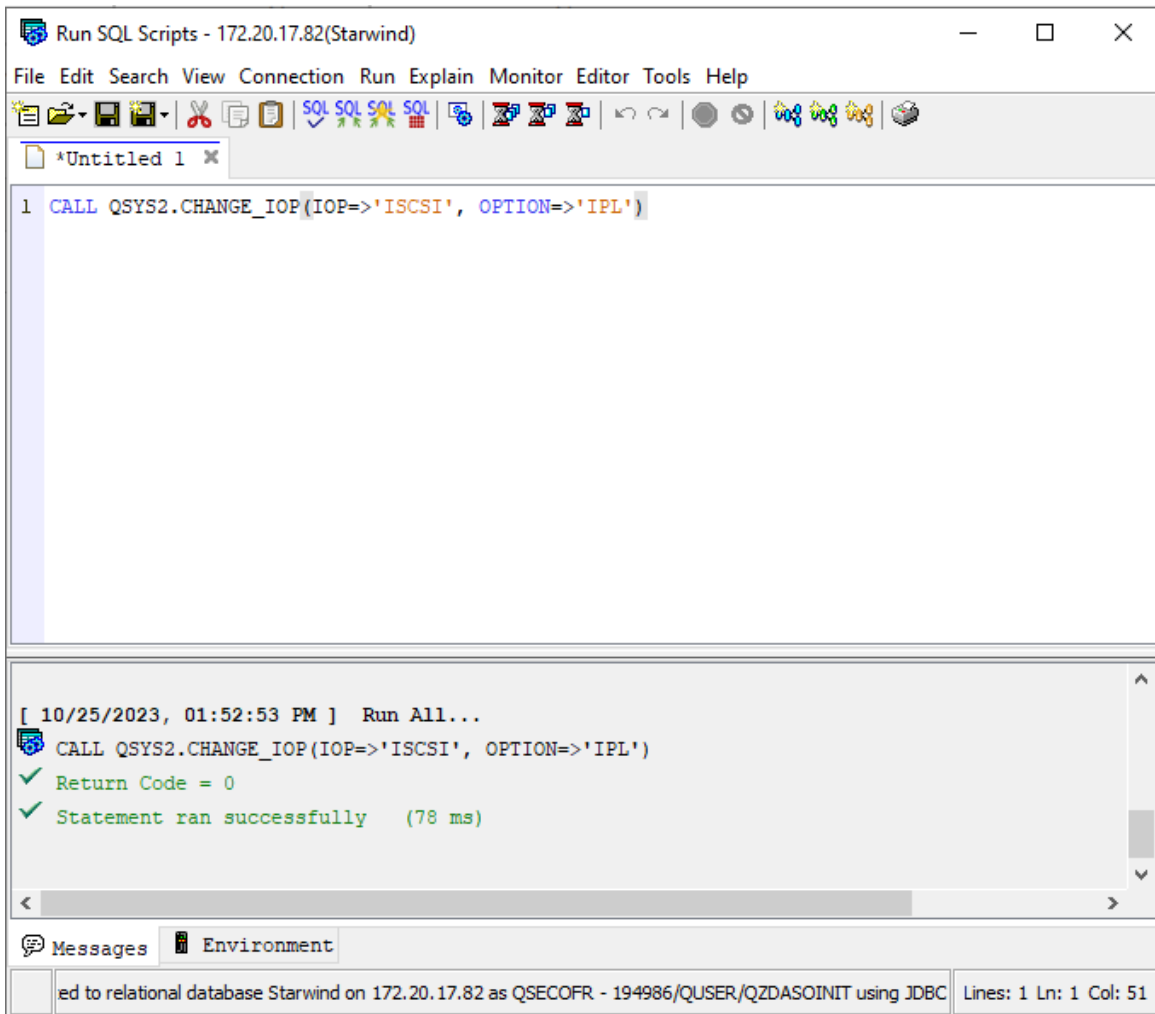 Run SQL Scripts - 172.20.17.82(Starwind)
File Edit Search View Connection Run Explain Monitor Editor Tools Help
SQL SQL SQL SQL
*Untitled 1
1 CALL QSYS2.CHANGE_IOP(IOP=>'ISCSI', OPTION=>'IPL')
[ 10/25/2023, 01:52:53 PM ] Run All...
CALL QSYS2.CHANGE_IOP(IOP=>'ISCSI', OPTION=>'IPL')
Return Code = 0
Statement ran successfully (78 ms)
Messages Environment
ed to relational database Starwind on 172.20.17.82 as QSECOFR - 194986/QUSER/QZDASOINIT using JDBC Lines: 1 Ln: 1 Col: 51